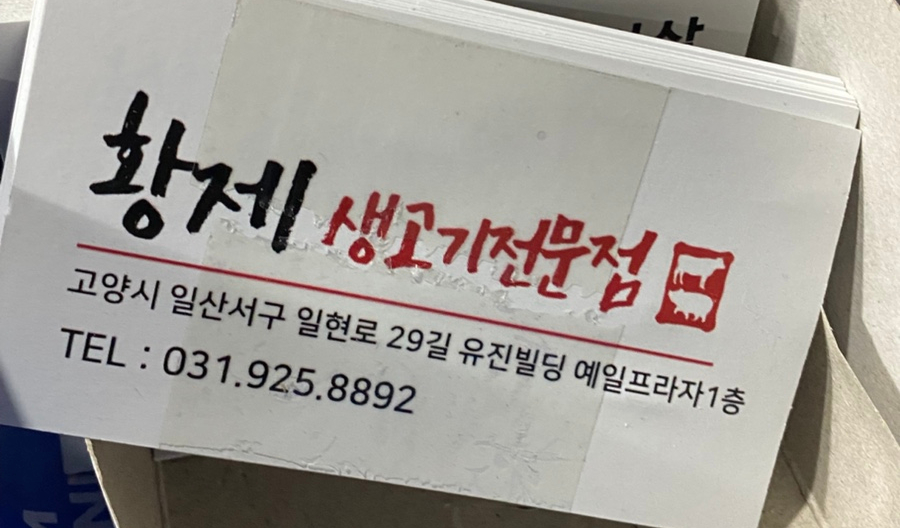 황제 생고기전문점
고양시 일산서구 일현로 29길 유진빌딩 예일프라자1층
TEL : 031.925.8892